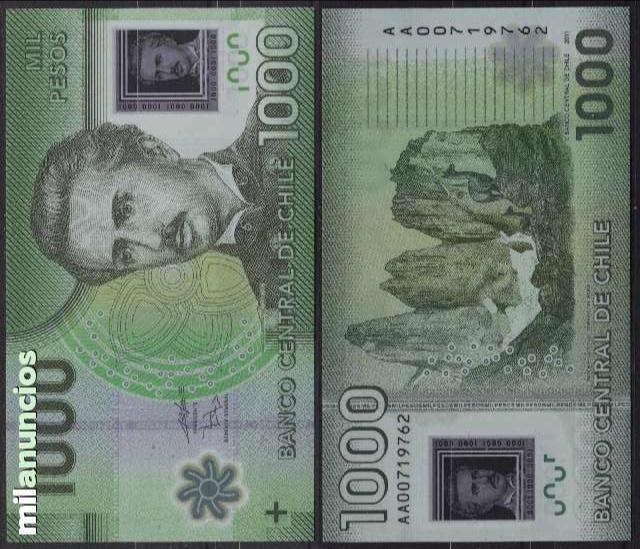 MIL
PESOS
1000
1000
BANCO CENTRAL DE CHILE
1000
milanuncios
AA00719762
1000
BANCO CENTRAL DE CHILE
2011
BANCO CENTRAL DE CHILE
1000
AA00719762